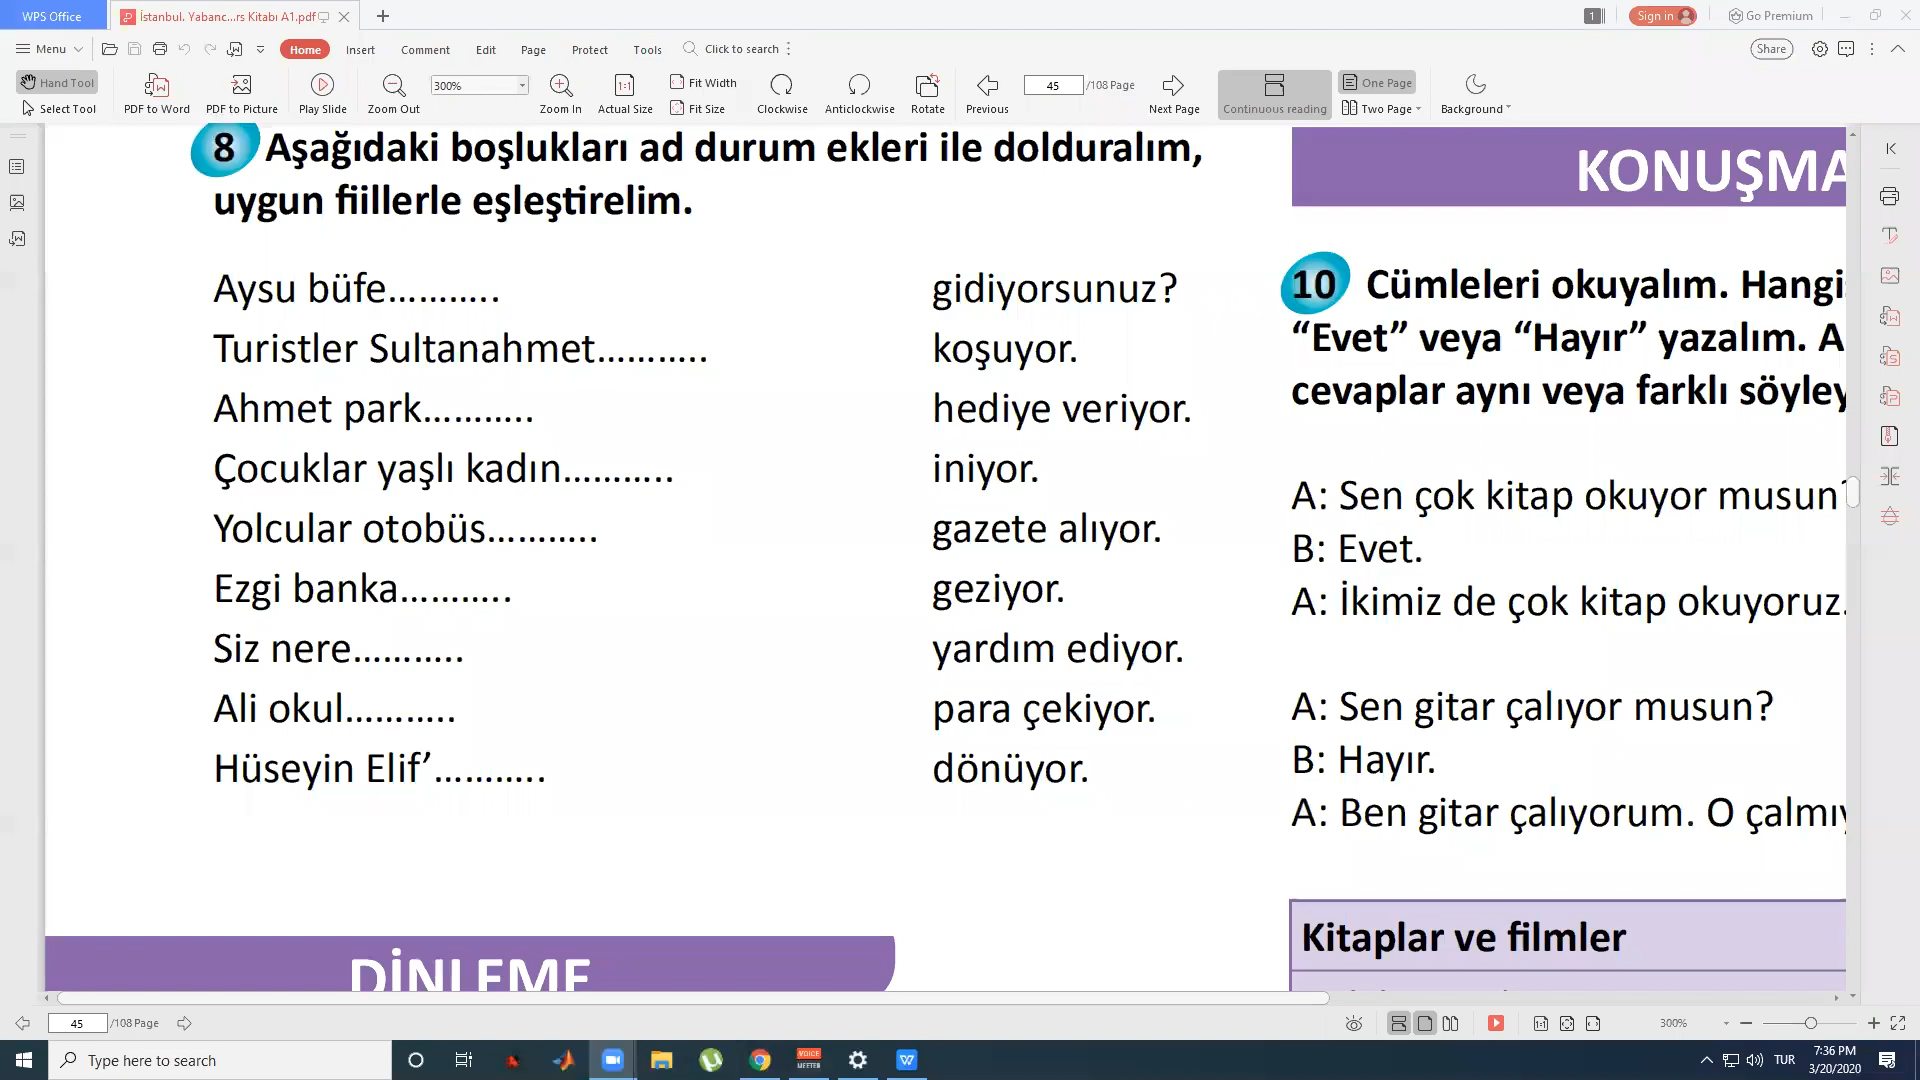 WPS Office
İstanbul. Yabanc...rs Kitabı A1.pdf
1
Sign in
Go Premium
Menu
Home
Insert
Comment
Edit
Page
Protect
Tools
Click to search
Share
Hand Tool
Select Tool
PDF to Word
PDF to Picture
Play Slide
Zoom Out
300%
Zoom In
1:1
Actual Size
Fit Width
Fit Size
Clockwise
Anticlockwise
Rotate
Previous
45
/108 Page
Next Page
Continuous reading
One Page
Two Page
Background
8 Aşağıdaki boşlukları ad durum ekleri ile dolduralım,
uygun fiillerle eşleştirelim.
Aysu büfe...........
Turistler Sultanahmet...........
Ahmet park...........
Çocuklar yaşlı kadın...........
Yolcular otobüs...........
Ezgi banka...........
Siz nere...........
Ali okul...........
Hüseyin Elif’...........
gidiyorsunuz?
koşuyor.
hediye veriyor.
iniyor.
gazete alıyor.
geziyor.
yardım ediyor.
para çekiyor.
dönüyor.
DİNLEME
KONUŞMA
10 Cümleleri okuyalım. Hangi
“Evet” veya “Hayır” yazalım. A
cevaplar aynı veya farklı söyley
A: Sen çok kitap okuyor musun?
B: Evet.
A: İkimiz de çok kitap okuyoruz.
A: Sen gitar çalıyor musun?
B: Hayır.
A: Ben gitar çalıyorum. O çalmıy
Kitaplar ve filmler
45
/108 Page
300%
Type here to search
VOICE
MEETER
TUR
7:36 PM
3/20/2020